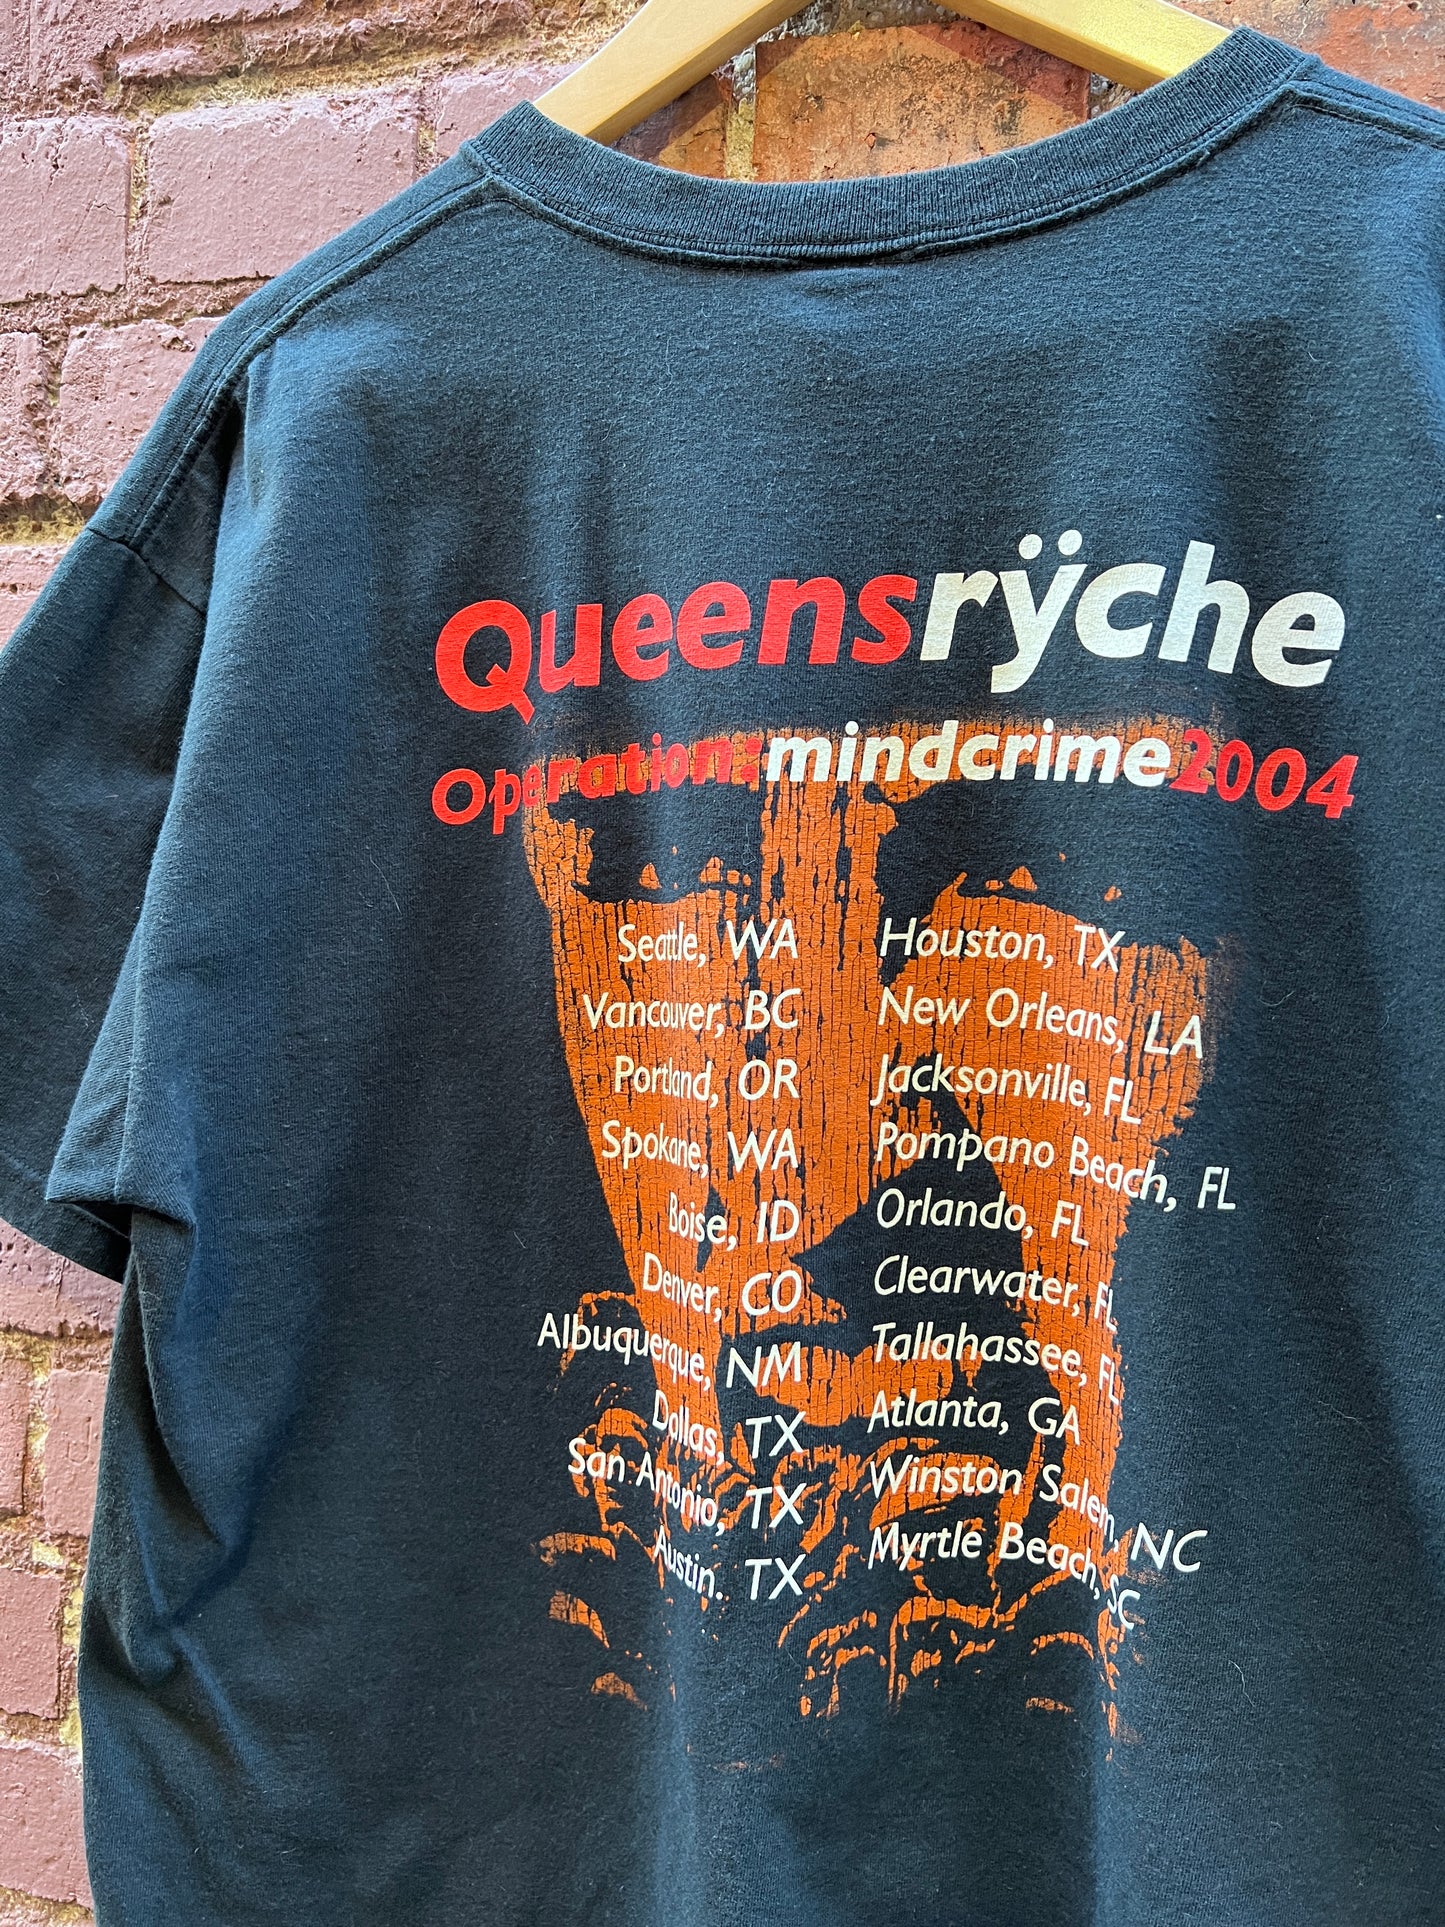 Queensrÿche
Operation:mindcrime2004
Seattle, WA
Vancouver, BC
Portland, OR
Spokane, WA
Boise, ID
Denver, CO
Albuquerque, NM
Dallas, TX
San Antonio, TX
Austin. TX
Houston, TX
New Orleans, LA
Jacksonville, FL
Pompano Beach, FL
Orlando, FL
Clearwater, FL
Tallahassee, FL
Atlanta, GA
Winston Salem, NC
Myrtle Beach, SC